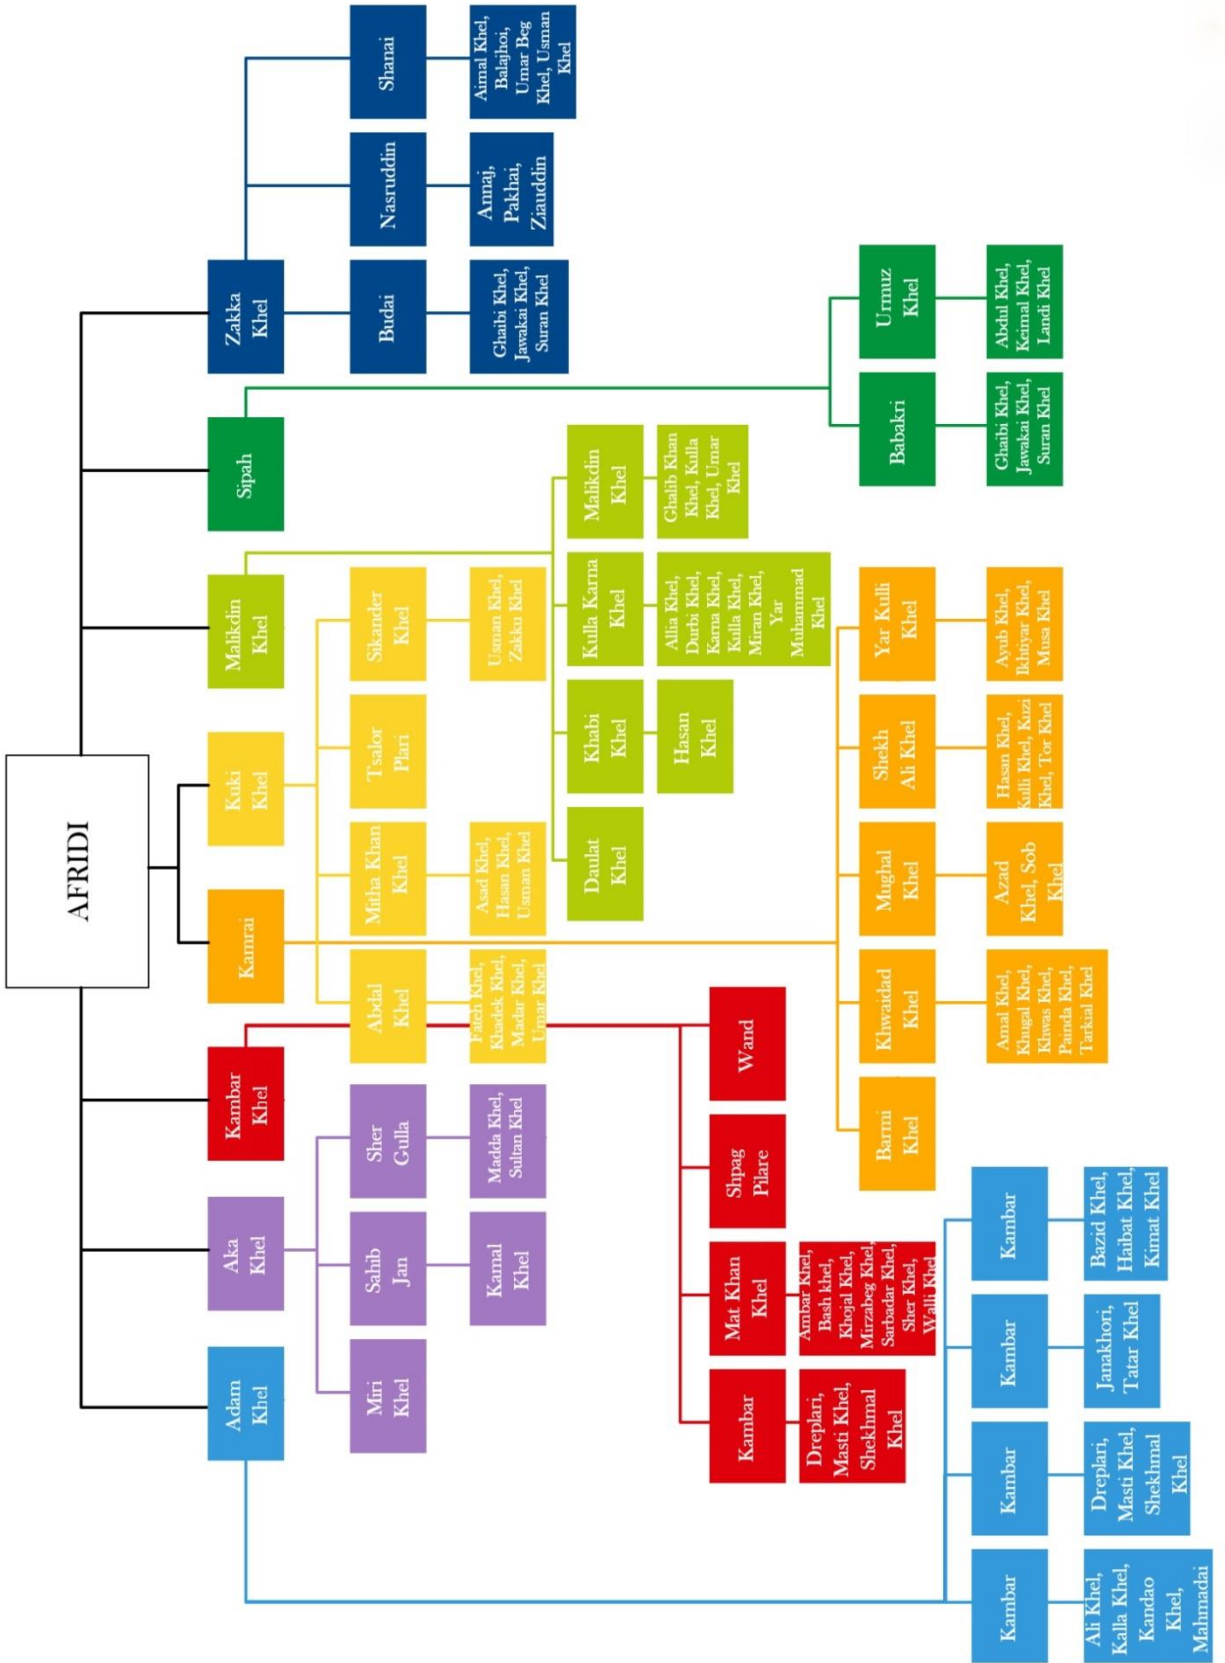 AFRIDI
Adam
Khel
Aka
Khel
Kambar
Khel
Kamrai
Kuki
Khel
Malikdin
Khel
Sipah
Zakka
Khel
Miri
Khel
Sahib
Jan
Sher
Gulla
Abdal
Khel
Mitha Khan
Khel
Tsalor
Plari
Sikander
Khel
Budai
Nasruddin
Shanai
Kamal
Khel
Madda Khel,
Sultan Khel
Fateh Khel,
Khadek Khel,
Madar Khel,
Umar Khel
Asad Khel,
Hasan Khel,
Usman Khel
Usman Khel,
Zakku Khel
Ghaibi Khel,
Jawakai Khel,
Suran Khel
Annaj,
Pakhai,
Ziauddin
Aimal Khel,
Balajhoi,
Umar Beg
Khel, Usman
Khel
Daulat
Khel
Khabi
Khel
Kulla Karna
Khel
Malikdin
Khel
Hasan
Khel
Allia Khel,
Durbi Khel,
Karna Khel,
Kulla Khel,
Miran Khel,
Yar
Muhammad
Khel
Ghalib Khan
Khel, Kulla
Khel, Umar
Khel
Kambar
Mat Khan
Khel
Shpag
Pilare
Wand
Dreplari,
Masti Khel,
Shekhmal
Khel
Ambar Khel,
Bash khel,
Khojal Khel,
Mirzabeg Khel,
Sarbadar Khel,
Sher Khel,
Walli Khel
Barmi
Khel
Khwaidad
Khel
Mughal
Khel
Shekh
Ali Khel
Yar Kulli
Khel
Babakri
Urmuz
Khel
Amal Khel,
Khugal Khel,
Khwas Khel,
Painda Khel,
Tarkial Khel
Azad
Khel, Sob
Khel
Hasan Khel,
Kulli Khel, Kuzi
Khel, Tor Khel
Ayub Khel,
Ikhtiyar Khel,
Musa Khel
Ghaibi Khel,
Jawakai Khel,
Suran Khel
Abdul Khel,
Keimal Khel,
Landi Khel
Kambar
Kambar
Kambar
Kambar
Ali Khel,
Kalla Khel,
Kandao
Khel,
Mahmadai
Dreplari,
Masti Khel,
Shekhmal
Khel
Janakhori,
Tatar Khel
Bazid Khel,
Haibat Khel,
Kimat Khel